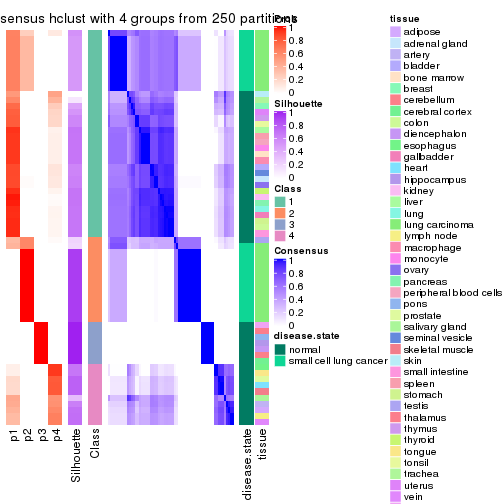 sensus hclust with 4 groups from 250 partitions
Prob
1
0.8
0.6
0.4
0.2
0
Silhouette
1
0.8
0.6
0.4
0.2
0
Class
1
2
3
4
Consensus
1
0.8
0.6
0.4
0.2
0
disease.state
normal
small cell lung cancer
tissue
adipose
adrenal gland
artery
bladder
bone marrow
breast
cerebellum
cerebral cortex
colon
diencephalon
esophagus
gallbadder
heart
hippocampus
kidney
liver
lung
lung carcinoma
lymph node
macrophage
monocyte
ovary
pancreas
peripheral blood cells
pons
prostate
salivary gland
seminal vesicle
skeletal muscle
skin
small intestine
spleen
stomach
testis
thalamus
thymus
thyroid
tongue
tonsil
trachea
uterus
vein
p1
p2
p3
p4
Silhouette
Class
disease.state
tissue